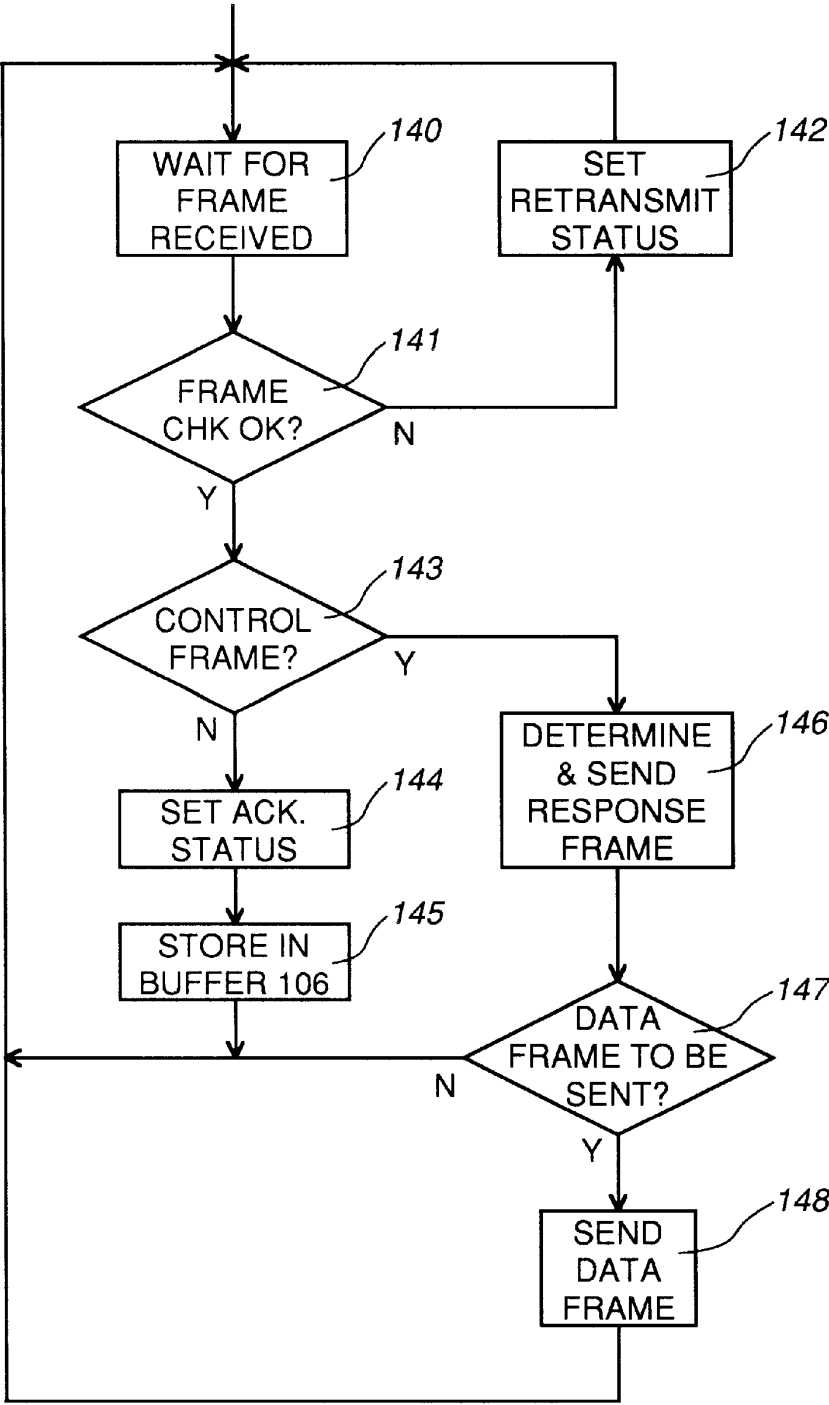 140
WAIT FOR
FRAME
RECEIVED
142
SET
RETRANSMIT
STATUS
141
FRAME
CHK OK?
N
Y
143
CONTROL
FRAME?
Y
N
146
DETERMINE
& SEND
RESPONSE
FRAME
144
SET ACK.
STATUS
145
STORE IN
BUFFER 106
147
DATA
FRAME TO BE
SENT?
N
Y
148
SEND
DATA
FRAME